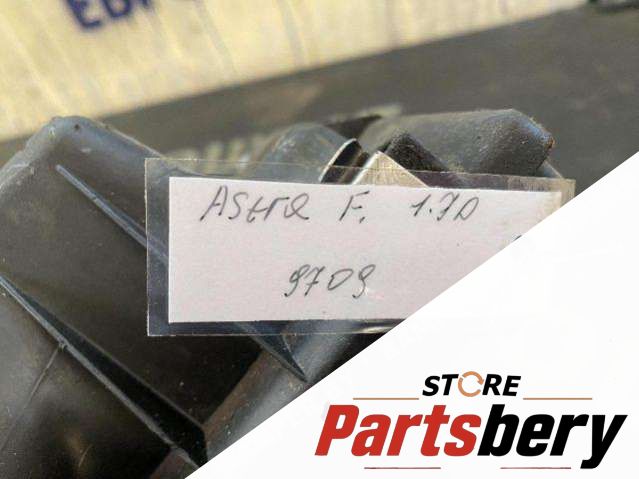 Astra F. 1.7D
9709
STORE
Partsbery